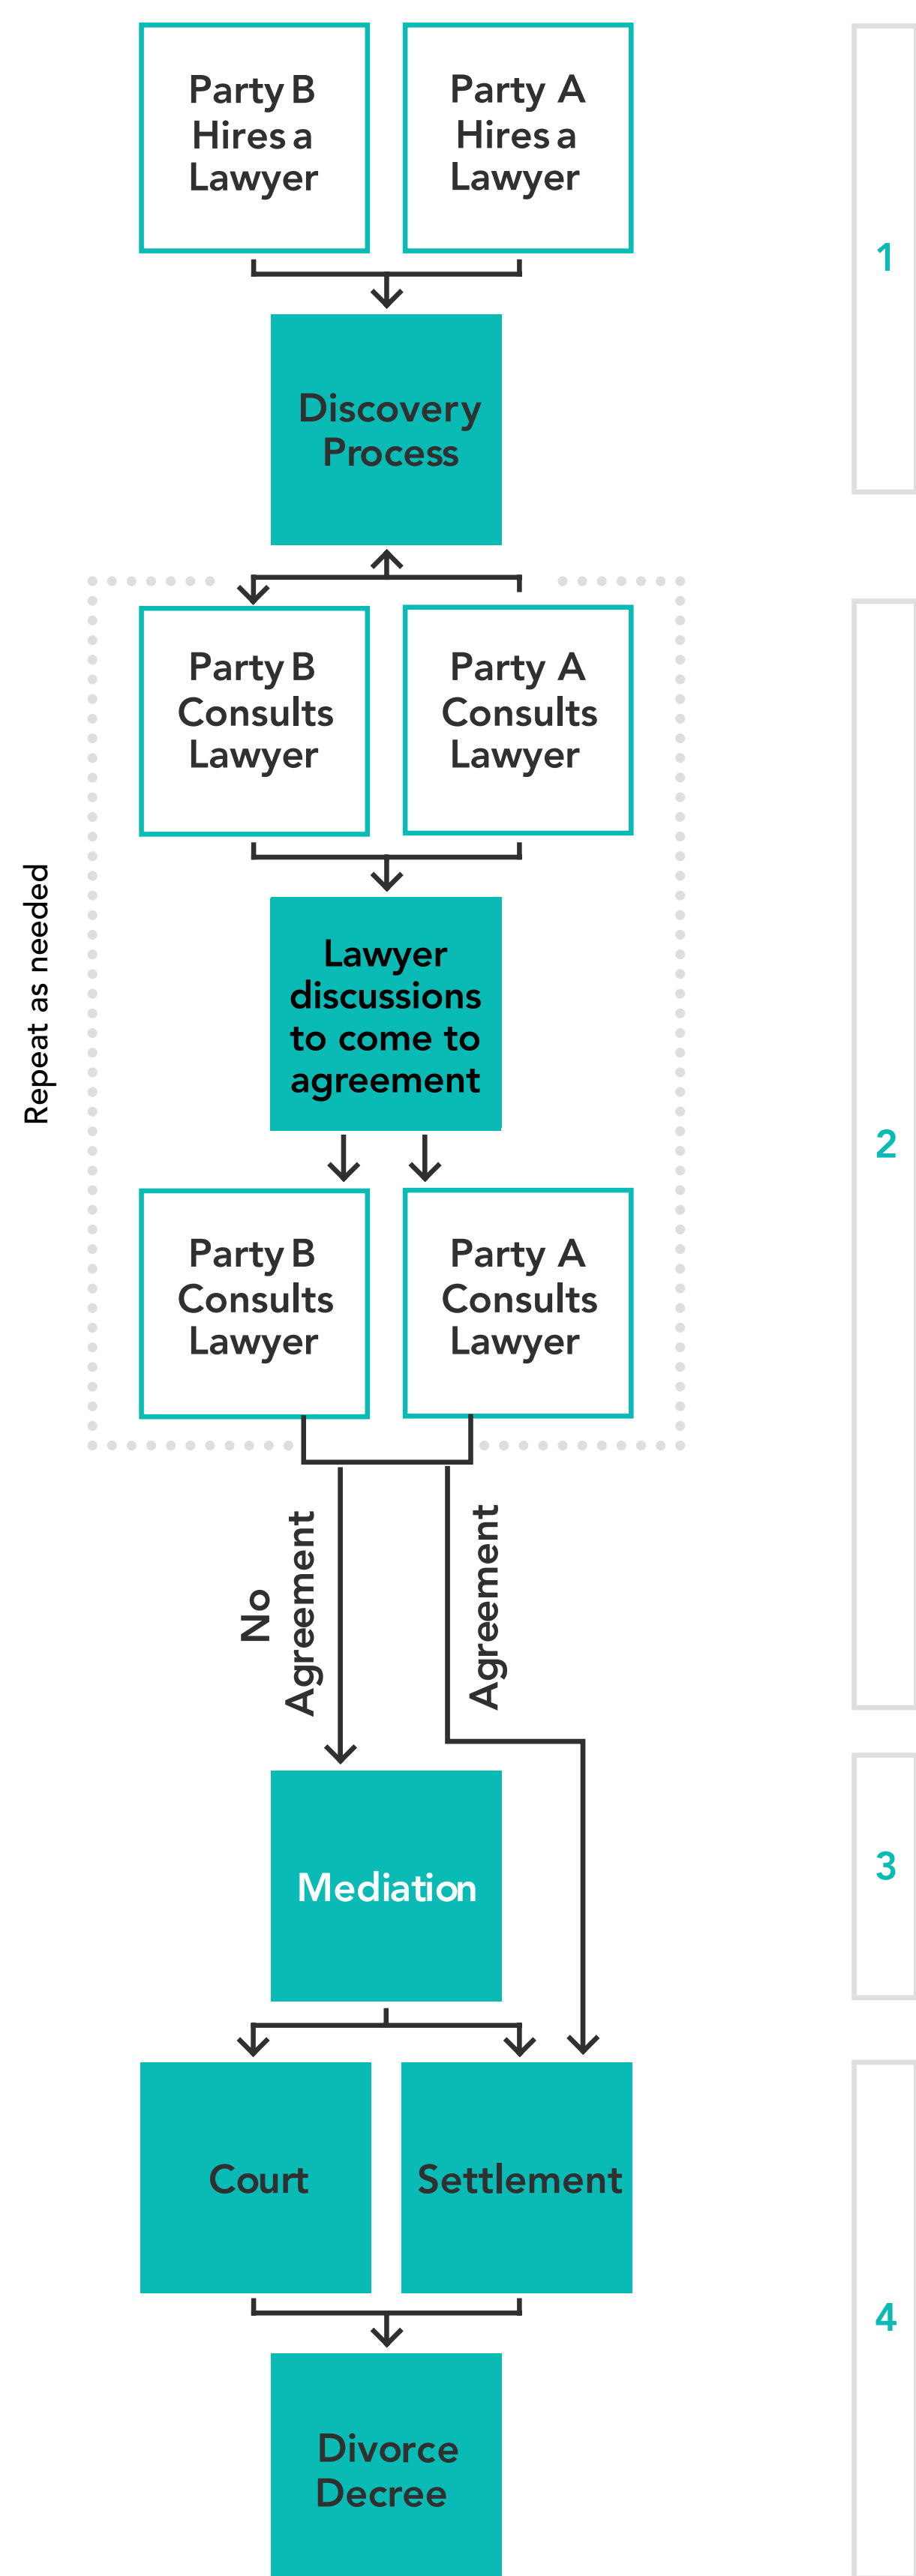 Party B
Hires a
Lawyer
Party A
Hires a
Lawyer
1
Discovery
Process
Party B
Consults
Lawyer
Party A
Consults
Lawyer
Repeat as needed
Lawyer
discussions
to come to
agreement
2
Party B
Consults
Lawyer
Party A
Consults
Lawyer
No
Agreement
Agreement
Mediation
3
Court
Settlement
4
Divorce
Decree